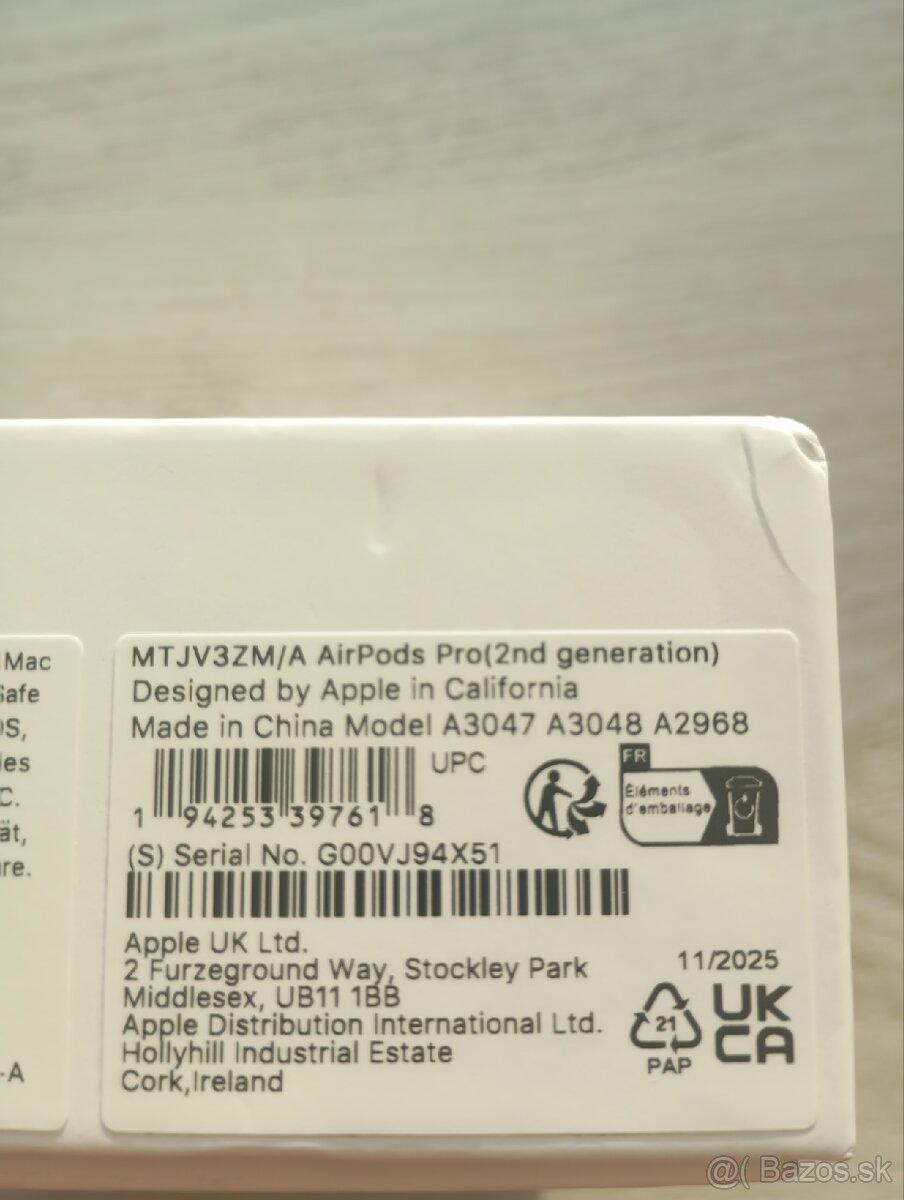 Mac
Safe
OS,
ies
C.
ät,
re.
-A
MTJV3ZM/A AirPods Pro(2nd generation)
Designed by Apple in California
Made in China Model A3047 A3048 A2968
UPC
1 94253 39761 8
FR
Éléments
d'emballage
(S) Serial No. G00VJ94X51
Apple UK Ltd.
2 Furzeground Way, Stockley Park
Middlesex, UB11 1BB
Apple Distribution International Ltd.
Hollyhill Industrial Estate
Cork,Ireland
11/2025
21
PAP
UK
CA
@( Bazos.sk